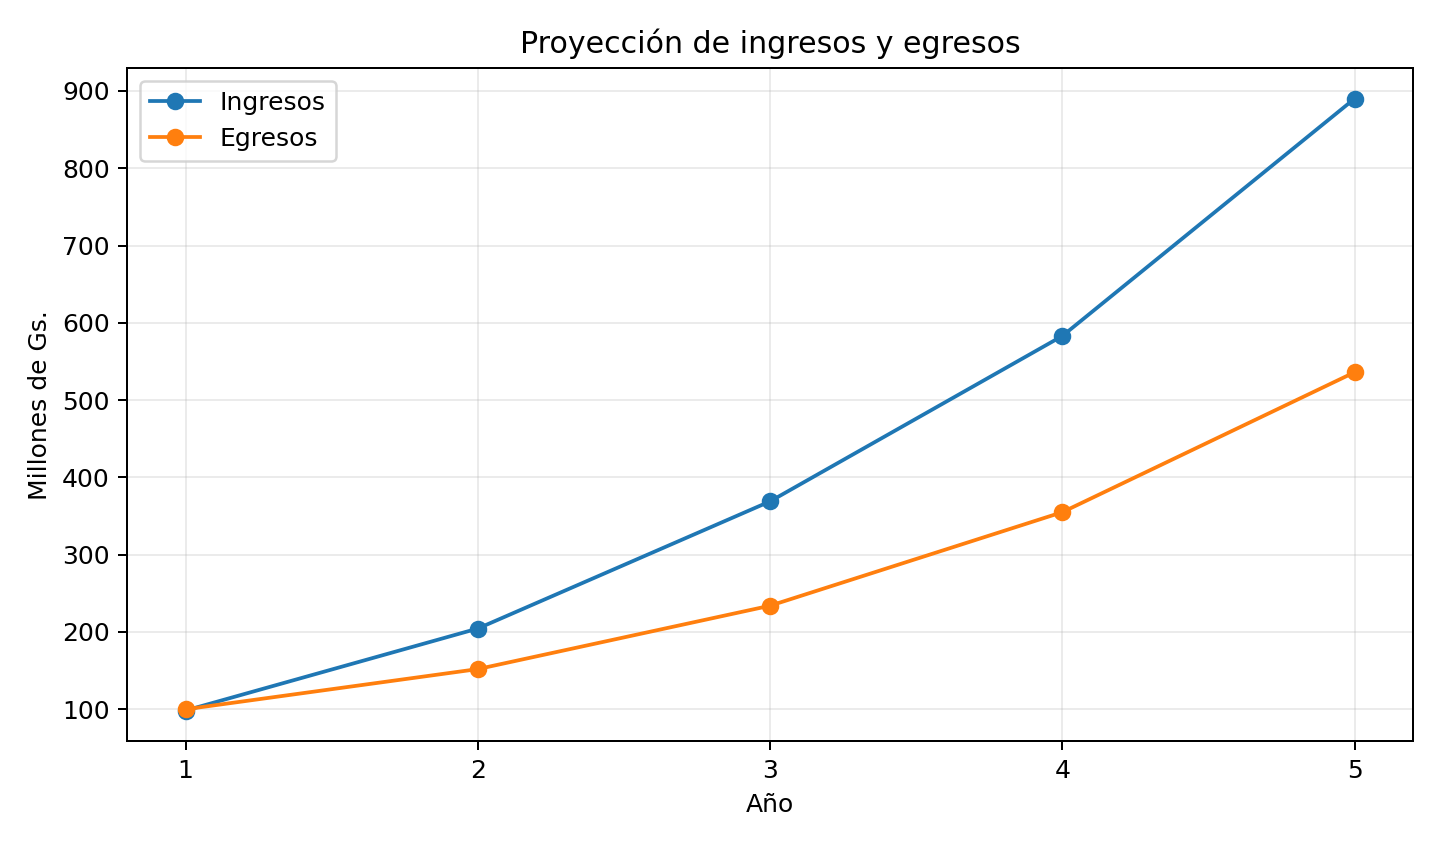 Proyección de ingresos y egresos
Ingresos
Egresos
Millones de Gs.
900
800
700
600
500
400
300
200
100
1 2 3 4 5
Año